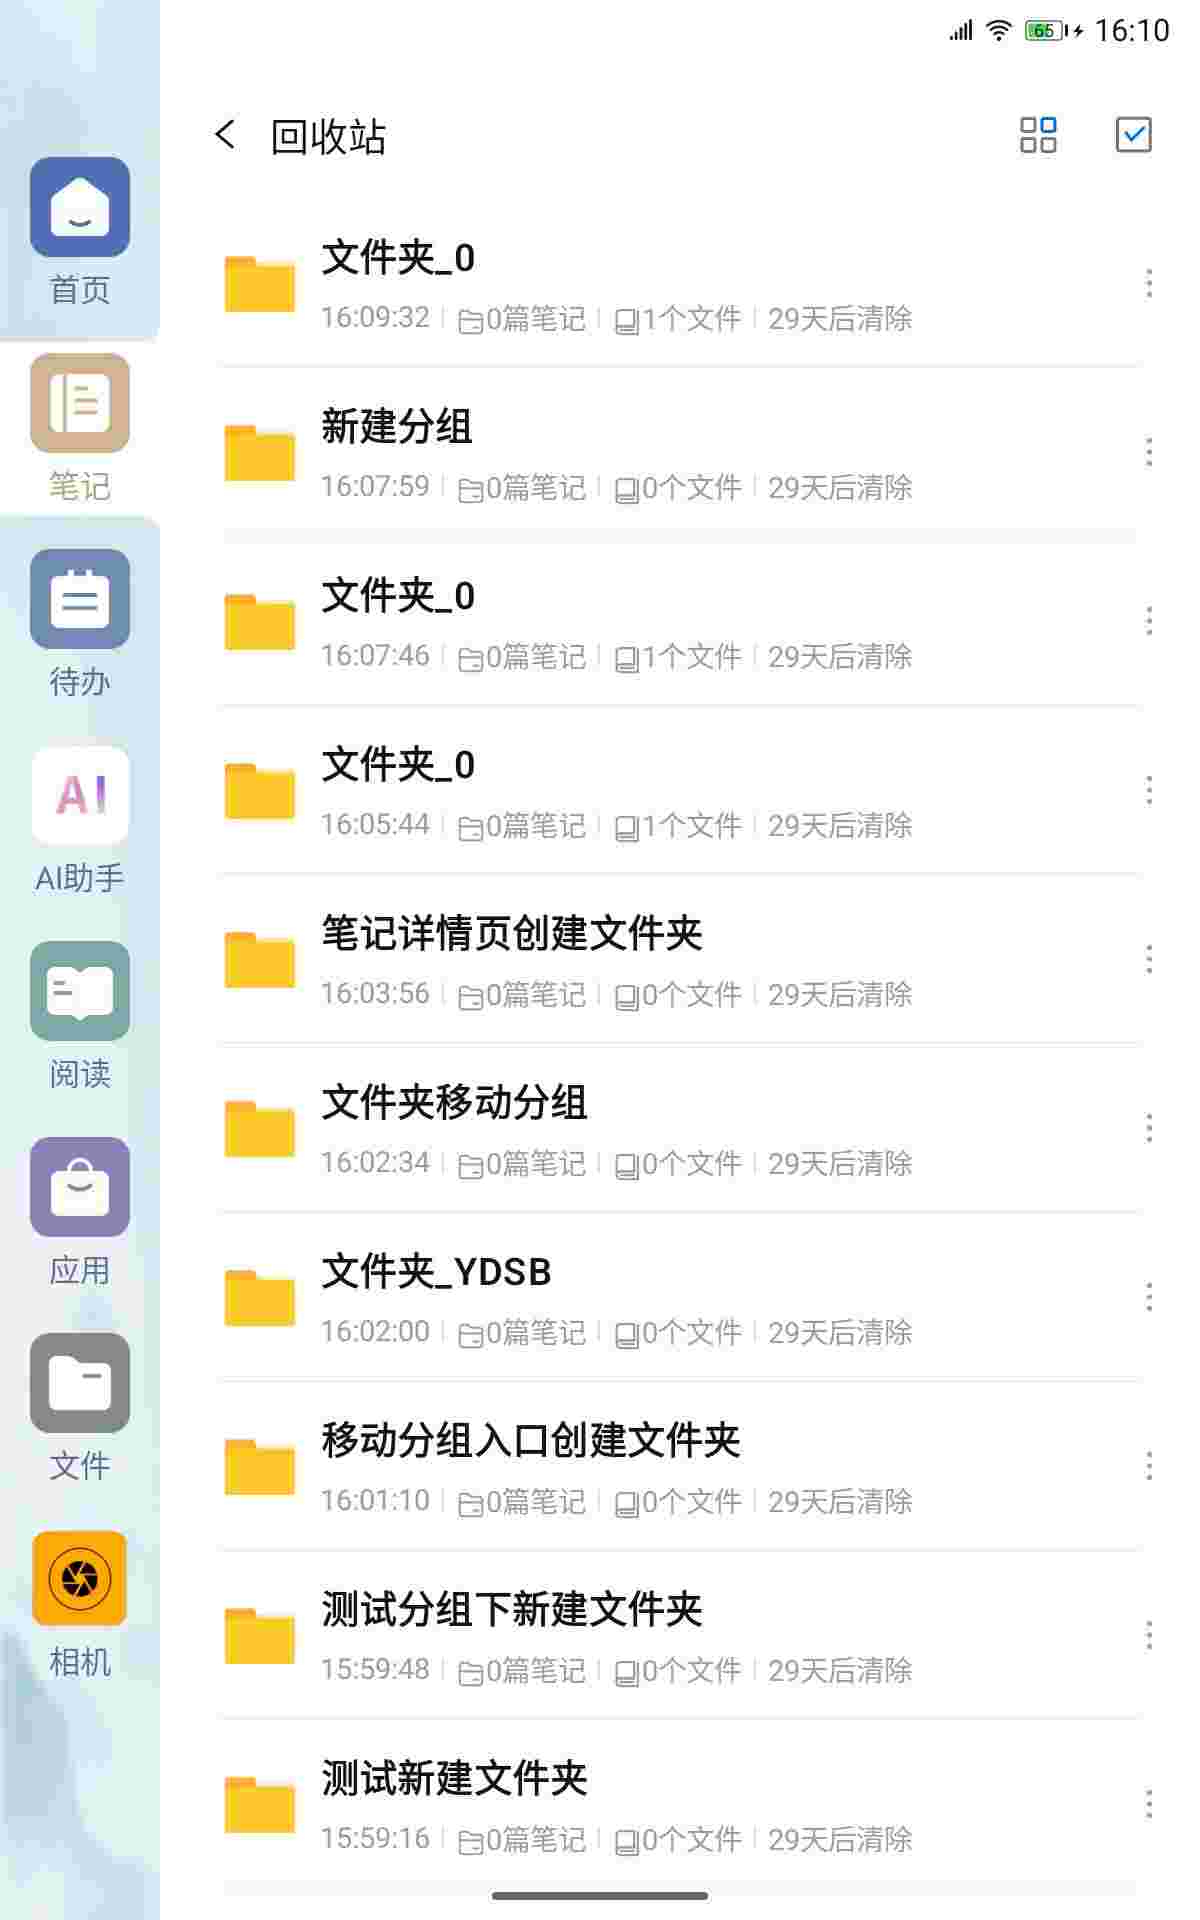 65 16:10
回收站
首页
笔记
待办
AI
AI助手
阅读
应用
文件
相机
文件夹_0
16:09:32 0篇笔记 1个文件 29天后清除
新建分组
16:07:59 0篇笔记 0个文件 29天后清除
文件夹_0
16:07:46 0篇笔记 1个文件 29天后清除
文件夹_0
16:05:44 0篇笔记 1个文件 29天后清除
笔记详情页创建文件夹
16:03:56 0篇笔记 0个文件 29天后清除
文件夹移动分组
16:02:34 0篇笔记 0个文件 29天后清除
文件夹_YDSB
16:02:00 0篇笔记 0个文件 29天后清除
移动分组入口创建文件夹
16:01:10 0篇笔记 0个文件 29天后清除
测试分组下新建文件夹
15:59:48 0篇笔记 0个文件 29天后清除
测试新建文件夹
15:59:16 0篇笔记 0个文件 29天后清除